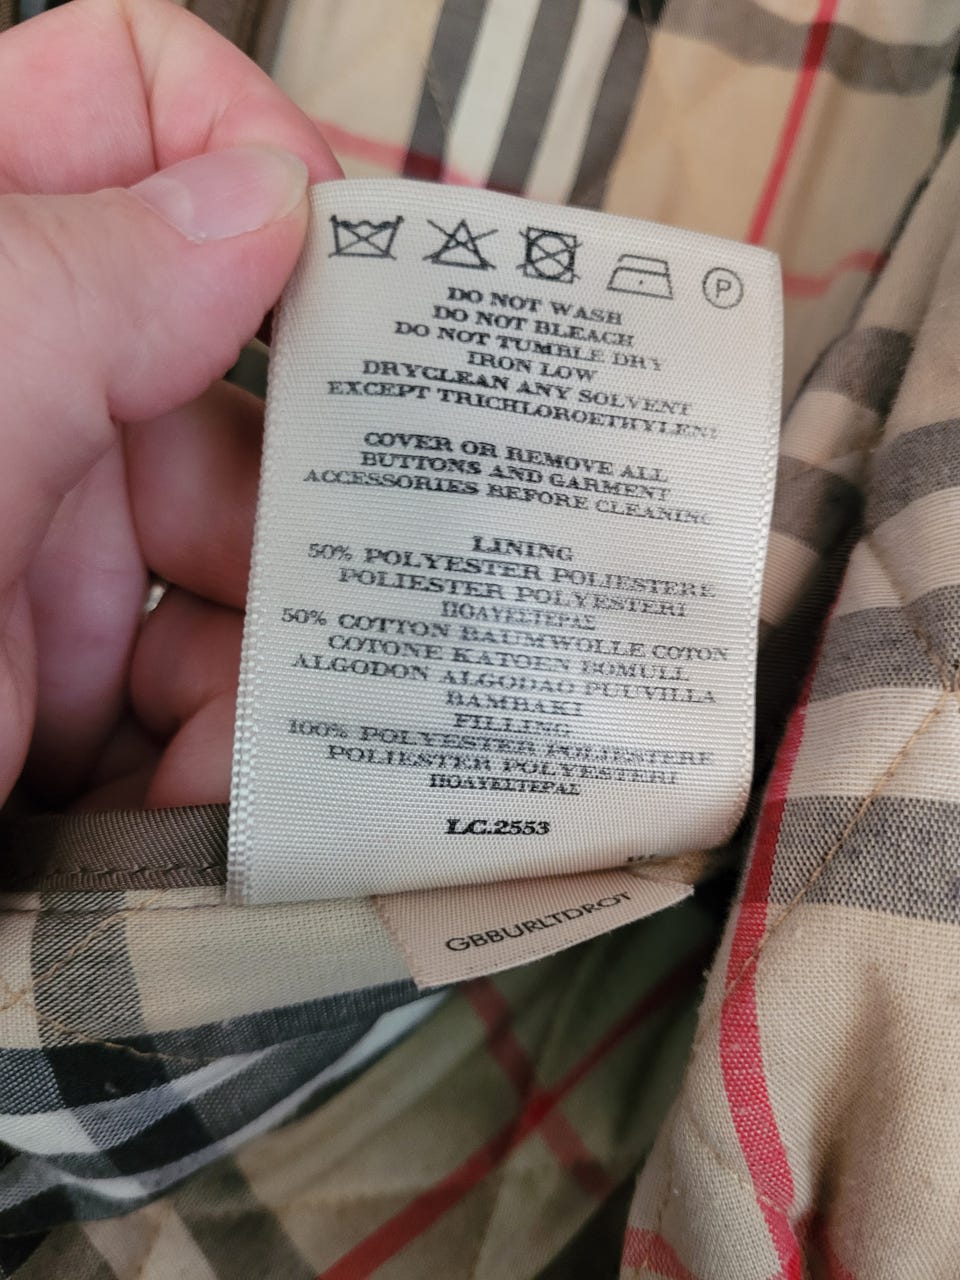 P
DO NOT WASH
DO NOT BLEACH
DO NOT TUMBLE DRY
IRON LOW
DRYCLEAN ANY SOLVENT
EXCEPT TRICHLOROETHYLENE
COVER OR REMOVE ALL
BUTTONS AND GARMENT
ACCESSORIES BEFORE CLEANING
LINING
50% POLYESTER POLIESTERE
POLIESTER POLYESTERI
ΠΟΛΥΕΣΤΕΡΑΣ
50% COTTON BAUMWOLLE COTON
COTONE KATOEN BOMULL
ALGODON ALGODAO PUUVILLA
BAMBAKI
FILLING
100% POLYESTER POLIESTERE
POLIESTER POLYESTERI
LC.2553
GBBURLTDROT